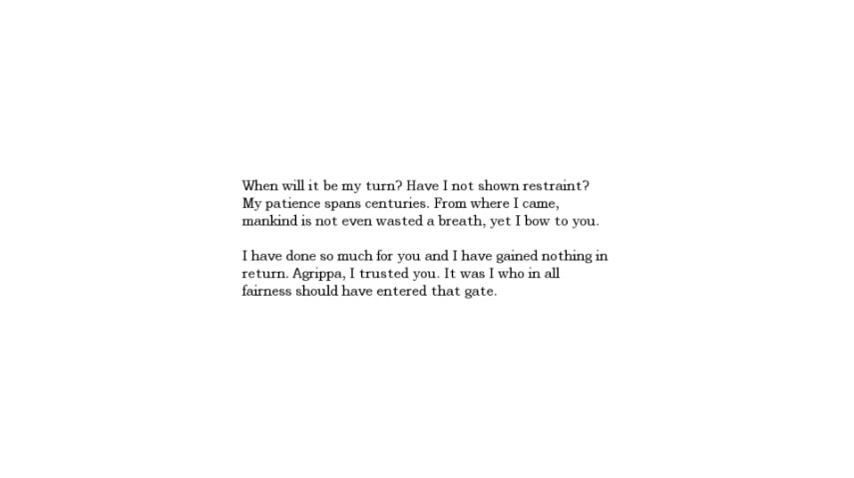 When will it be my turn? Have I not shown restraint?
My patience spans centuries. From where I came,
mankind is not even wasted a breath, yet I bow to you.
I have done so much for you and I have gained nothing in
return. Agrippa, I trusted you. It was I who in all
fairness should have entered that gate.